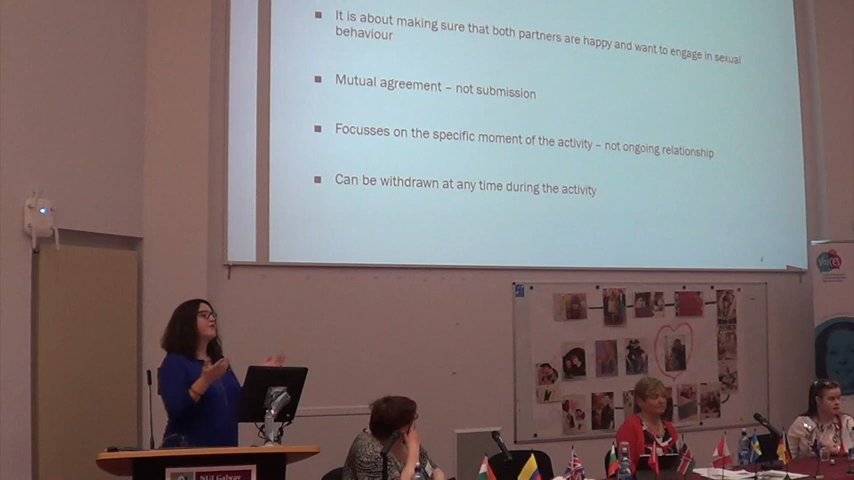 It is about making sure that both partners are happy and want to engage in sexual
behaviour
Mutual agreement – not submission
Focusses on the specific moment of the activity – not ongoing relationship
Can be withdrawn at any time during the activity
NUI Galway